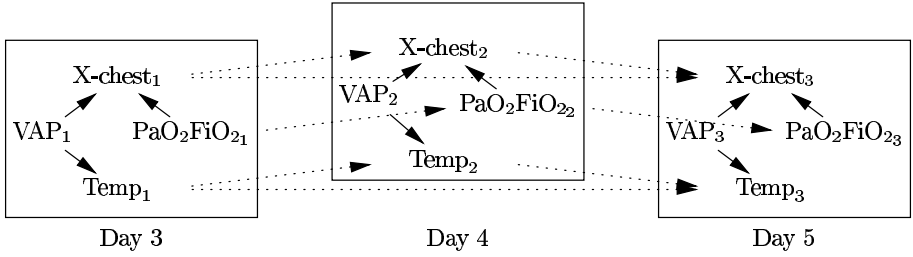 X-chest₁
VAP₁
PaO₂FiO₂₁
Temp₁
Day 3
X-chest₂
VAP₂
PaO₂FiO₂₂
Temp₂
Day 4
X-chest₃
VAP₃
PaO₂FiO₂₃
Temp₃
Day 5